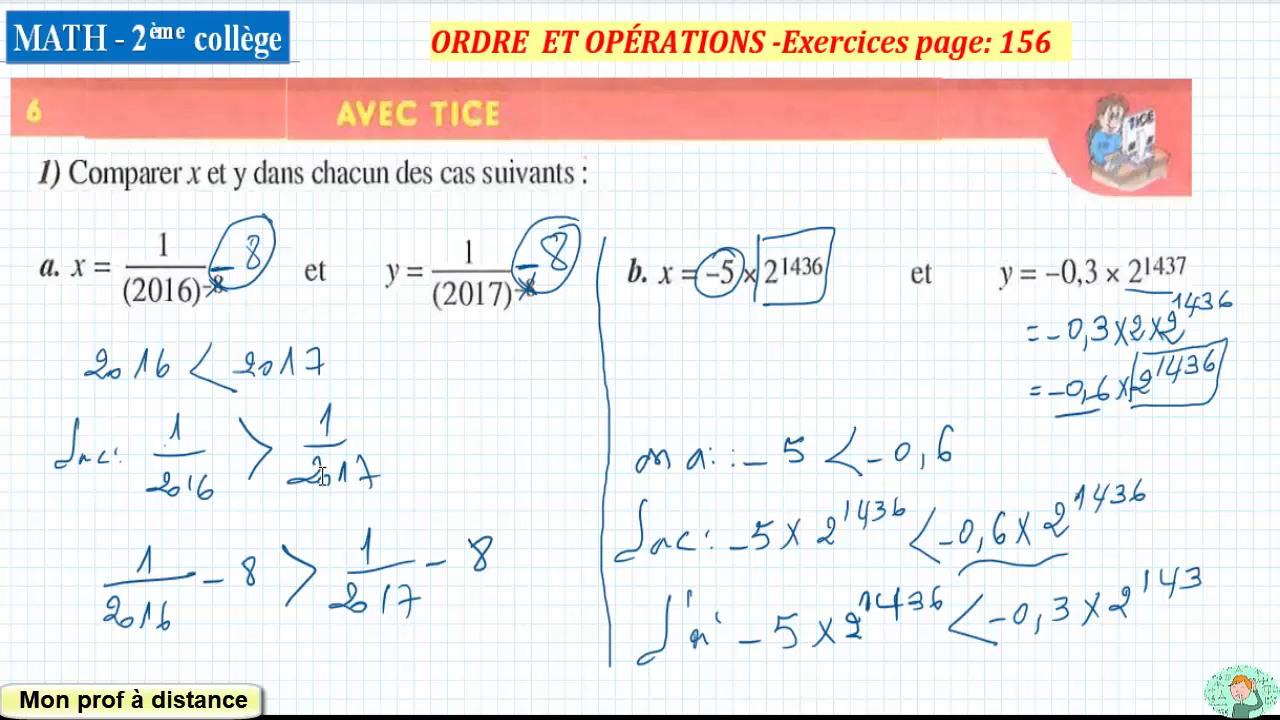 MATH - 2ème collège
ORDRE ET OPÉRATIONS -Exercices page: 156
6 AVEC TICE
TICE
1) Comparer x et y dans chacun des cas suivants :
a. x = 1/(2016) - 8 et y = 1/(2017) - 8
b. x = -5 × 2^1436 et y = -0,3 × 2^1437
= -0,3 × 2 × 2^1436
= -0,6 × 2^1436
2016 < 2017
Donc: 1/2016 > 1/2017
1/2016 - 8 > 1/2017 - 8
on a: : -5 < -0,6
Donc: -5 × 2^1436 < -0,6 × 2^1436
-5 × 2^1436 < -0,3 × 2^143
Mon prof à distance